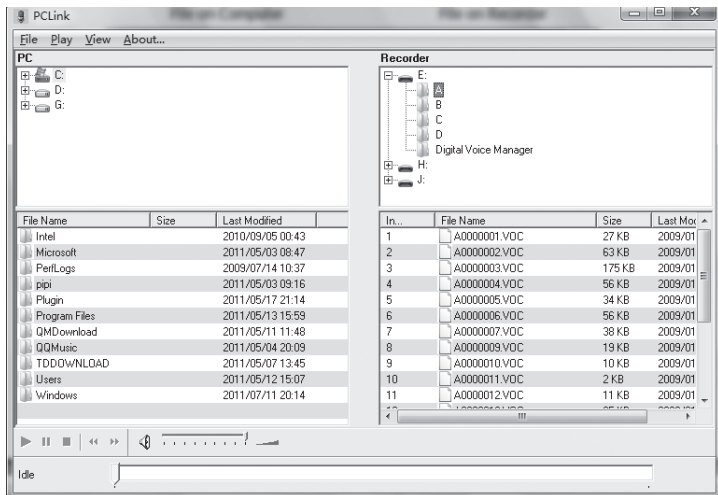 PCLink
File on Computer
File on Recorder
File Play View About...
PC
C:
D:
G:
Recorder
E:
A
B
C
D
Digital Voice Manager
H:
J:
File Name Size Last Modified
Intel 2010/09/05 00:43
Microsoft 2011/05/03 08:47
PerfLogs 2009/07/14 10:37
pipi 2011/05/03 09:16
Plugin 2011/05/17 21:14
Program Files 2011/05/13 15:59
QMDownload 2011/05/11 11:48
QQMusic 2011/05/04 20:09
TDDOWNLOAD 2011/05/07 13:45
Users 2011/05/12 15:07
Windows 2011/07/11 20:14
In... File Name Size Last Mod
1 A0000001.VOC 27 KB 2009/01
2 A0000002.VOC 63 KB 2009/01
3 A0000003.VOC 175 KB 2009/01
4 A0000004.VOC 56 KB 2009/01
5 A0000005.VOC 34 KB 2009/01
6 A0000006.VOC 56 KB 2009/01
7 A0000007.VOC 38 KB 2009/01
8 A0000009.VOC 19 KB 2009/01
9 A0000010.VOC 10 KB 2009/01
10 A0000011.VOC 2 KB 2009/01
11 A0000012.VOC 11 KB 2009/01
Idle